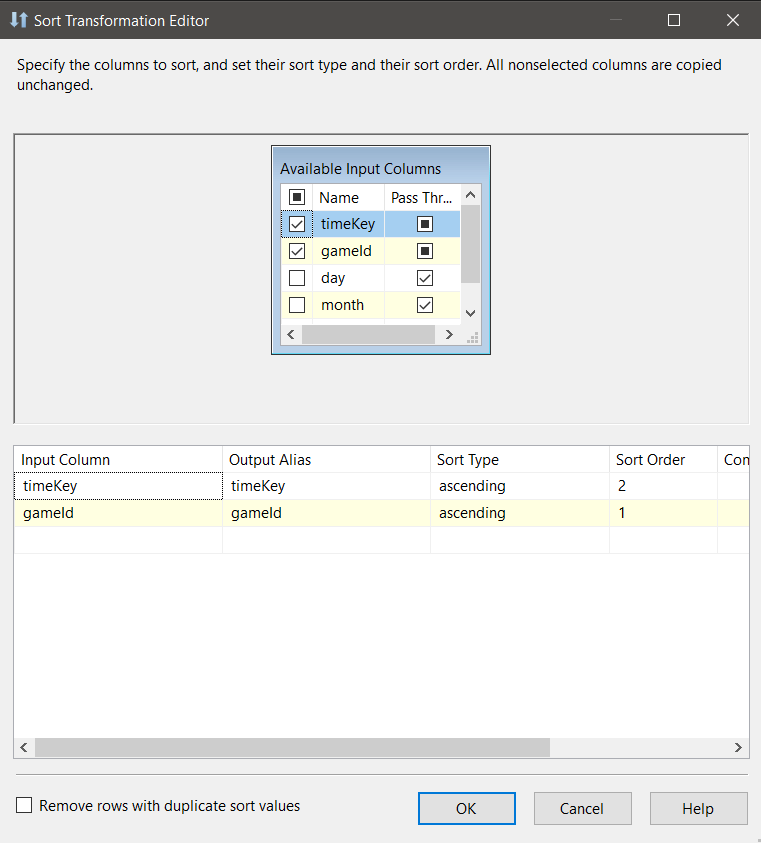 Sort Transformation Editor
Specify the columns to sort, and set their sort type and their sort order. All nonselected columns are copied
unchanged.
Available Input Columns
Name Pass Thr...
timeKey
gameId
day
month
Input Column Output Alias Sort Type Sort Order Con
timeKey timeKey ascending 2
gameId gameId ascending 1
Remove rows with duplicate sort values OK Cancel Help